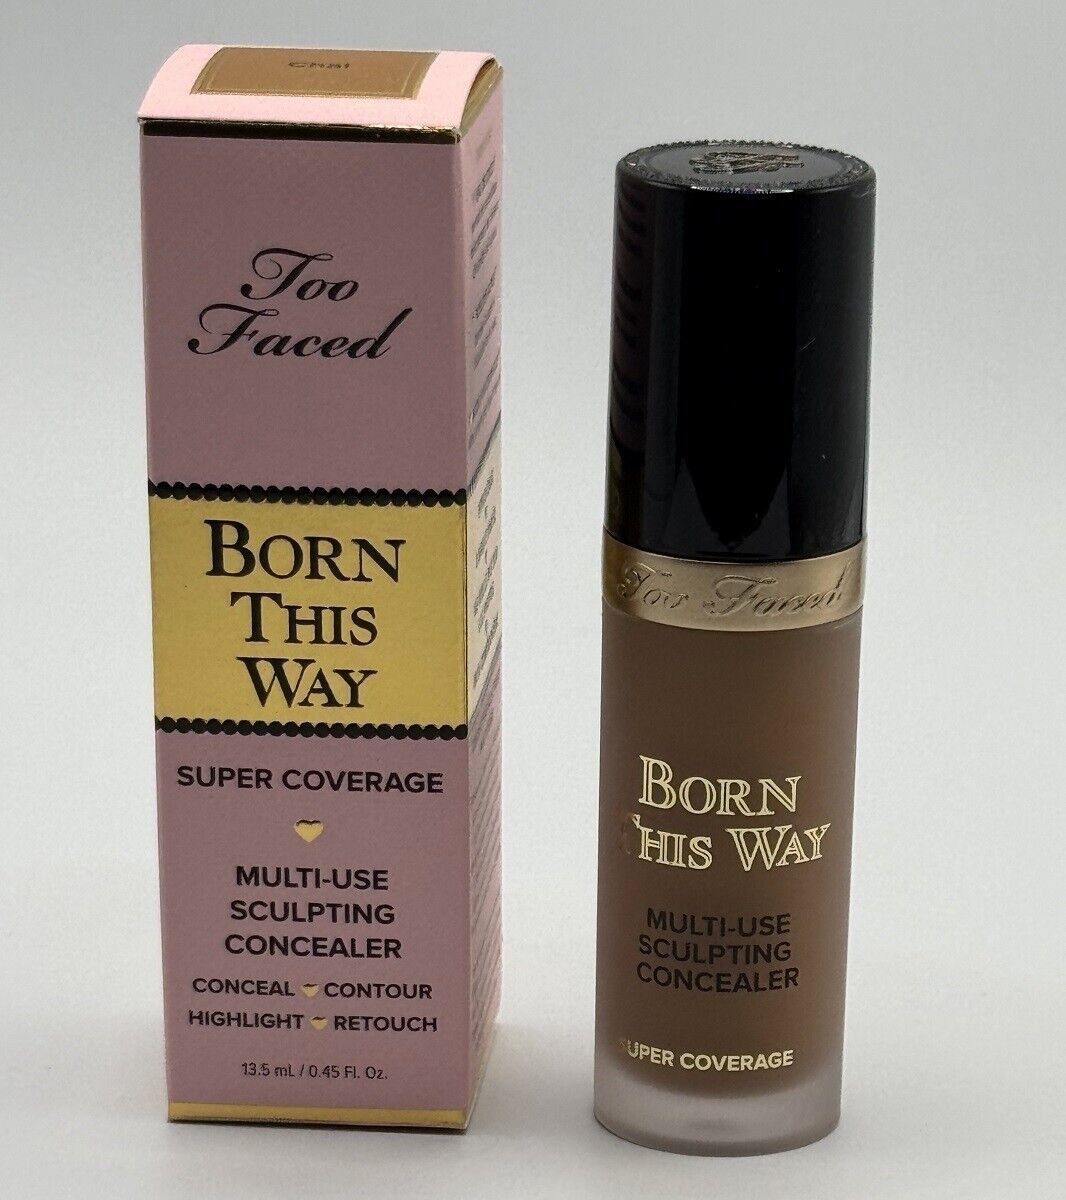 CHAI
Too
Faced
BORN
THIS
WAY
SUPER COVERAGE
MULTI-USE
SCULPTING
CONCEALER
CONCEAL CONTOUR
HIGHLIGHT RETOUCH
13.5 mL / 0.45 Fl. Oz.
Too Faced
BORN
THIS WAY
MULTI-USE
SCULPTING
CONCEALER
SUPER COVERAGE